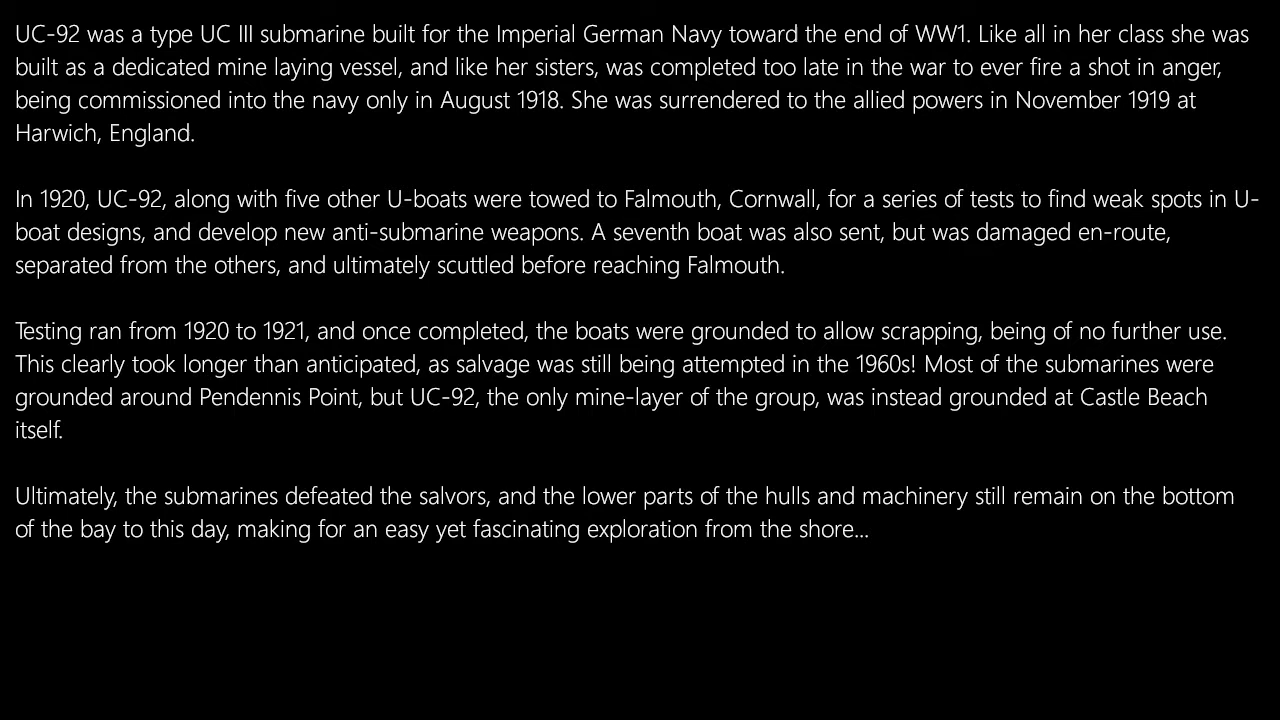 UC-92 was a type UC III submarine built for the Imperial German Navy toward the end of WW1. Like all in her class she was
built as a dedicated mine laying vessel, and like her sisters, was completed too late in the war to ever fire a shot in anger,
being commissioned into the navy only in August 1918. She was surrendered to the allied powers in November 1919 at
Harwich, England.
In 1920, UC-92, along with five other U-boats were towed to Falmouth, Cornwall, for a series of tests to find weak spots in U-
boat designs, and develop new anti-submarine weapons. A seventh boat was also sent, but was damaged en-route,
separated from the others, and ultimately scuttled before reaching Falmouth.
Testing ran from 1920 to 1921, and once completed, the boats were grounded to allow scrapping, being of no further use.
This clearly took longer than anticipated, as salvage was still being attempted in the 1960s! Most of the submarines were
grounded around Pendennis Point, but UC-92, the only mine-layer of the group, was instead grounded at Castle Beach
itself.
Ultimately, the submarines defeated the salvors, and the lower parts of the hulls and machinery still remain on the bottom
of the bay to this day, making for an easy yet fascinating exploration from the shore...